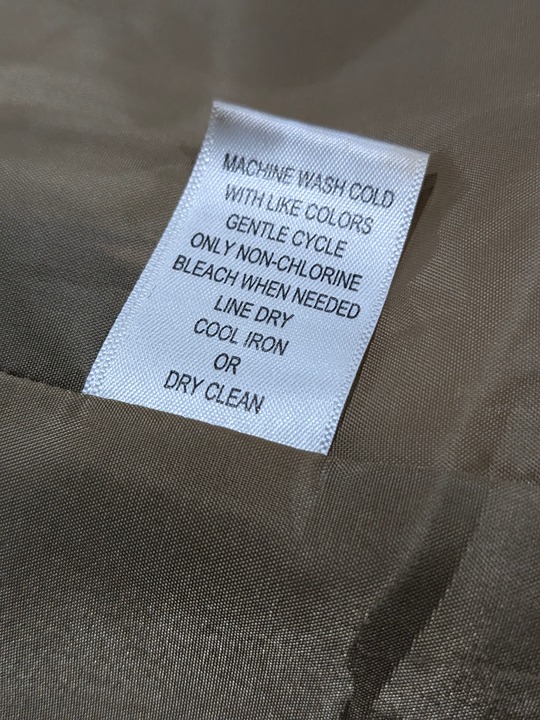 MACHINE WASH COLD
WITH LIKE COLORS
GENTLE CYCLE
ONLY NON-CHLORINE
BLEACH WHEN NEEDED
LINE DRY
COOL IRON
OR
DRY CLEAN